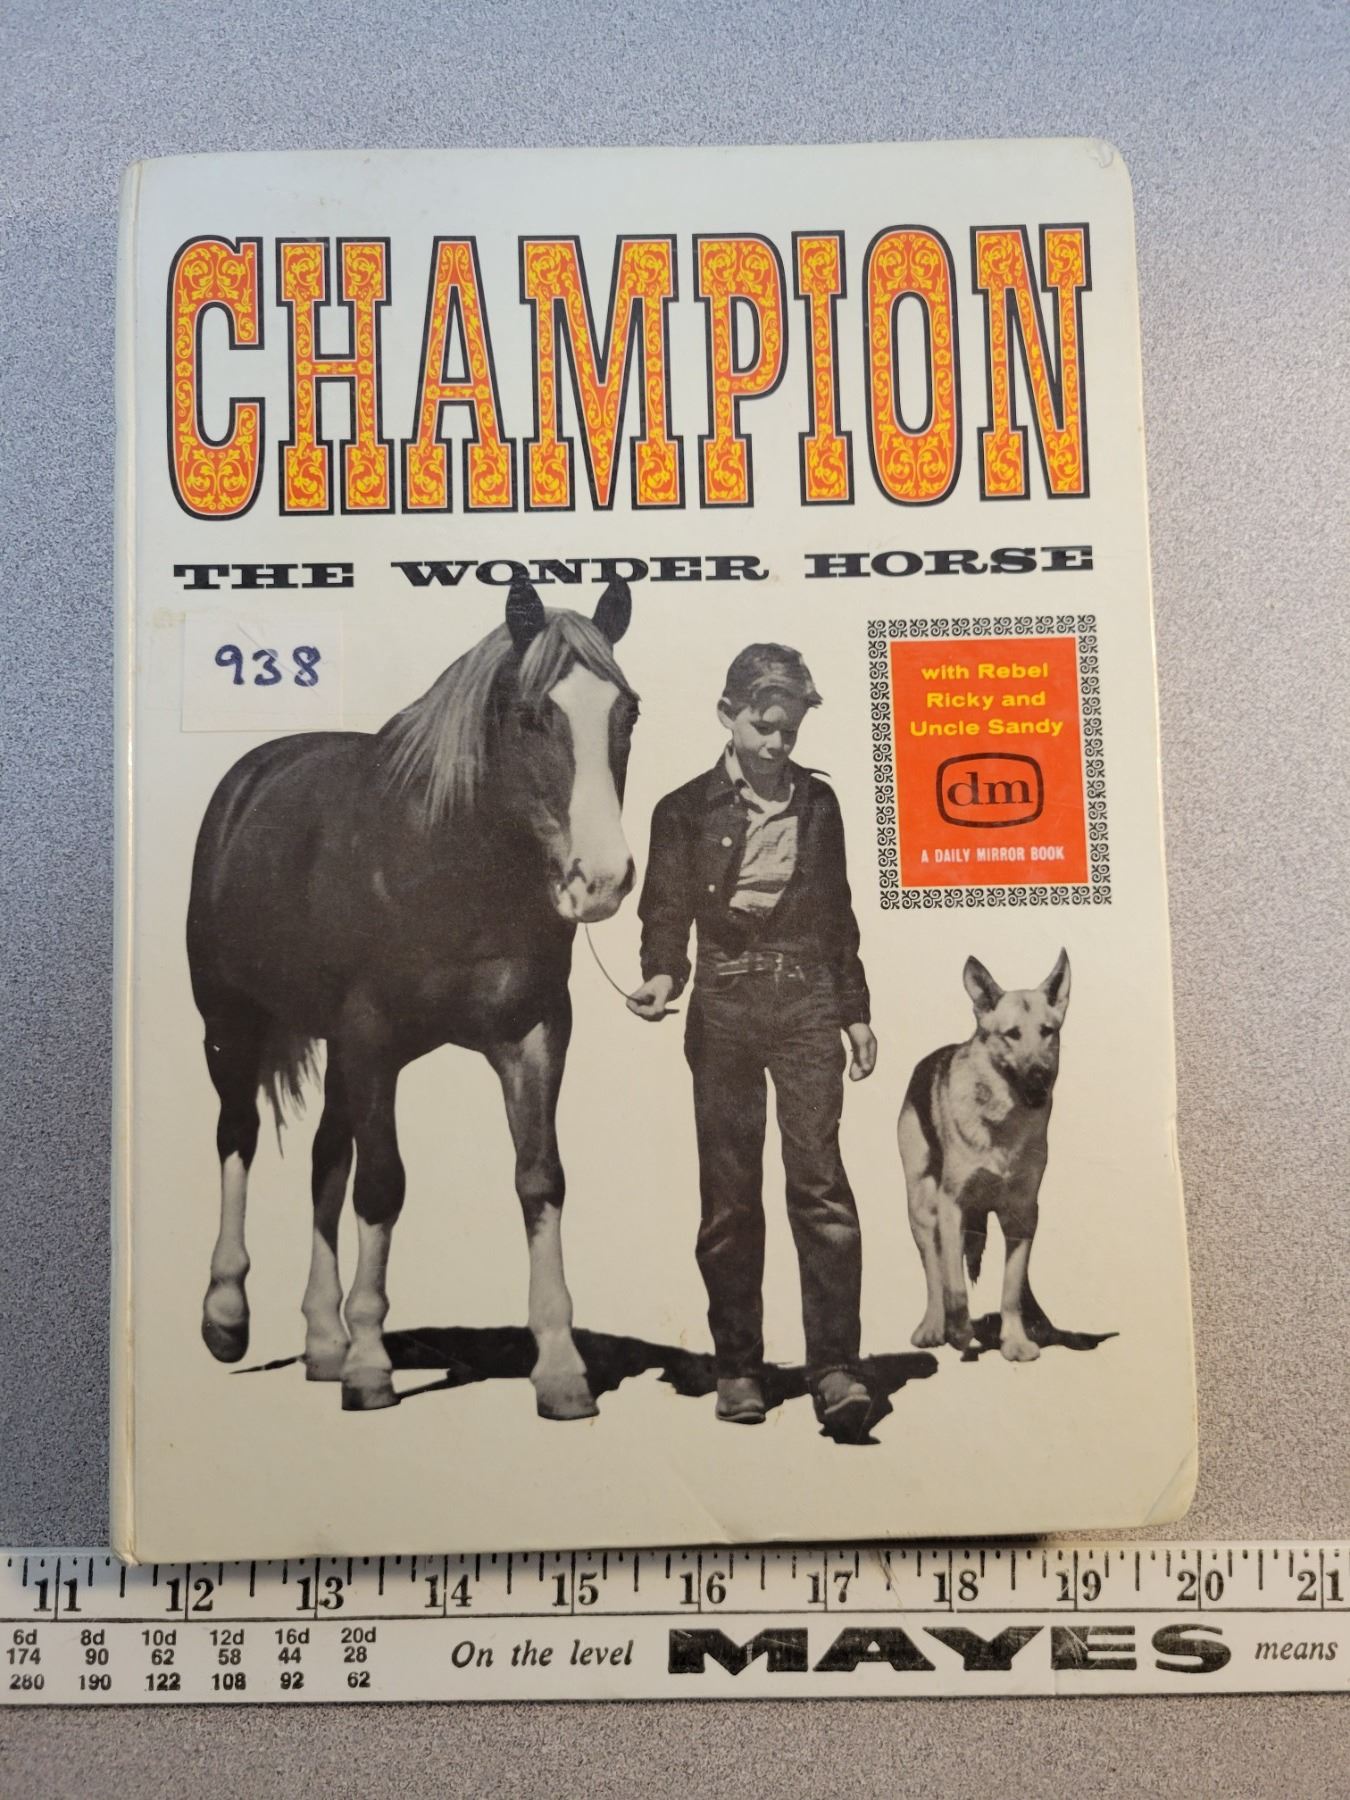 CHAMPION
THE WONDER HORSE
938
with Rebel
Ricky and
Uncle Sandy
dm
A DAILY MIRROR BOOK
11 12 13 14 15 16 17 18 19 20 21
6d 8d 10d 12d 16d 20d
174 90 62 58 44 28
280 190 122 108 92 62
On the level MAYES means